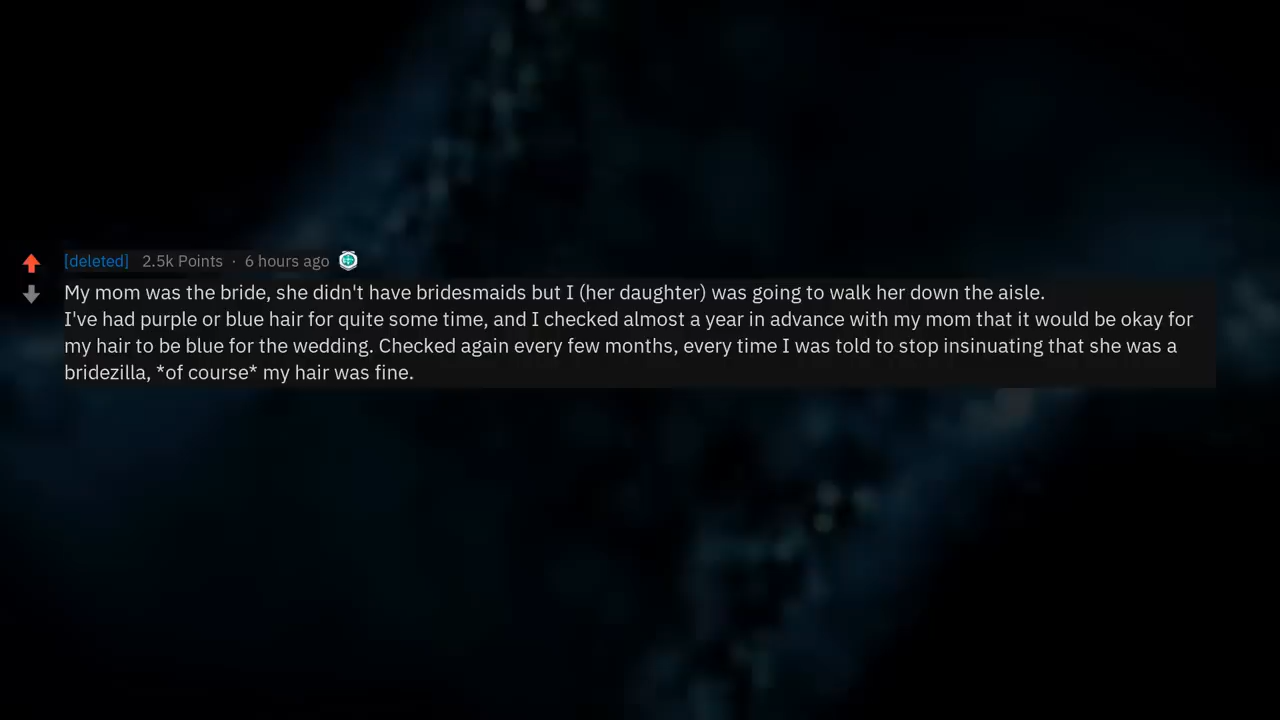 [deleted] 2.5k Points · 6 hours ago
My mom was the bride, she didn't have bridesmaids but I (her daughter) was going to walk her down the aisle.
I've had purple or blue hair for quite some time, and I checked almost a year in advance with my mom that it would be okay for
my hair to be blue for the wedding. Checked again every few months, every time I was told to stop insinuating that she was a
bridezilla, *of course* my hair was fine.